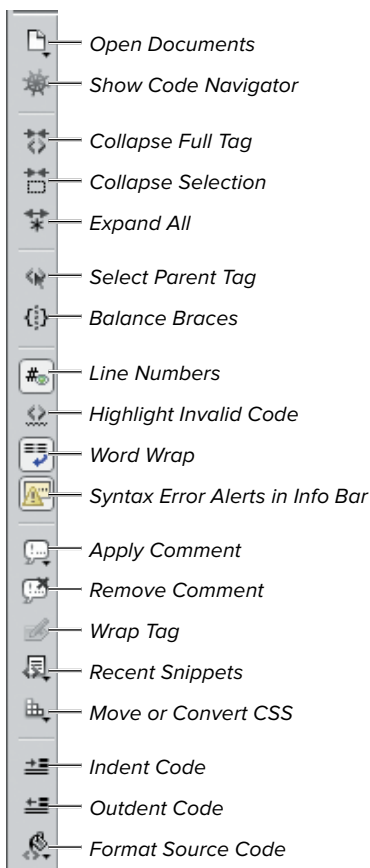 Open Documents
Show Code Navigator
Collapse Full Tag
Collapse Selection
Expand All
Select Parent Tag
Balance Braces
Line Numbers
Highlight Invalid Code
Word Wrap
Syntax Error Alerts in Info Bar
Apply Comment
Remove Comment
Wrap Tag
Recent Snippets
Move or Convert CSS
Indent Code
Outdent Code
Format Source Code